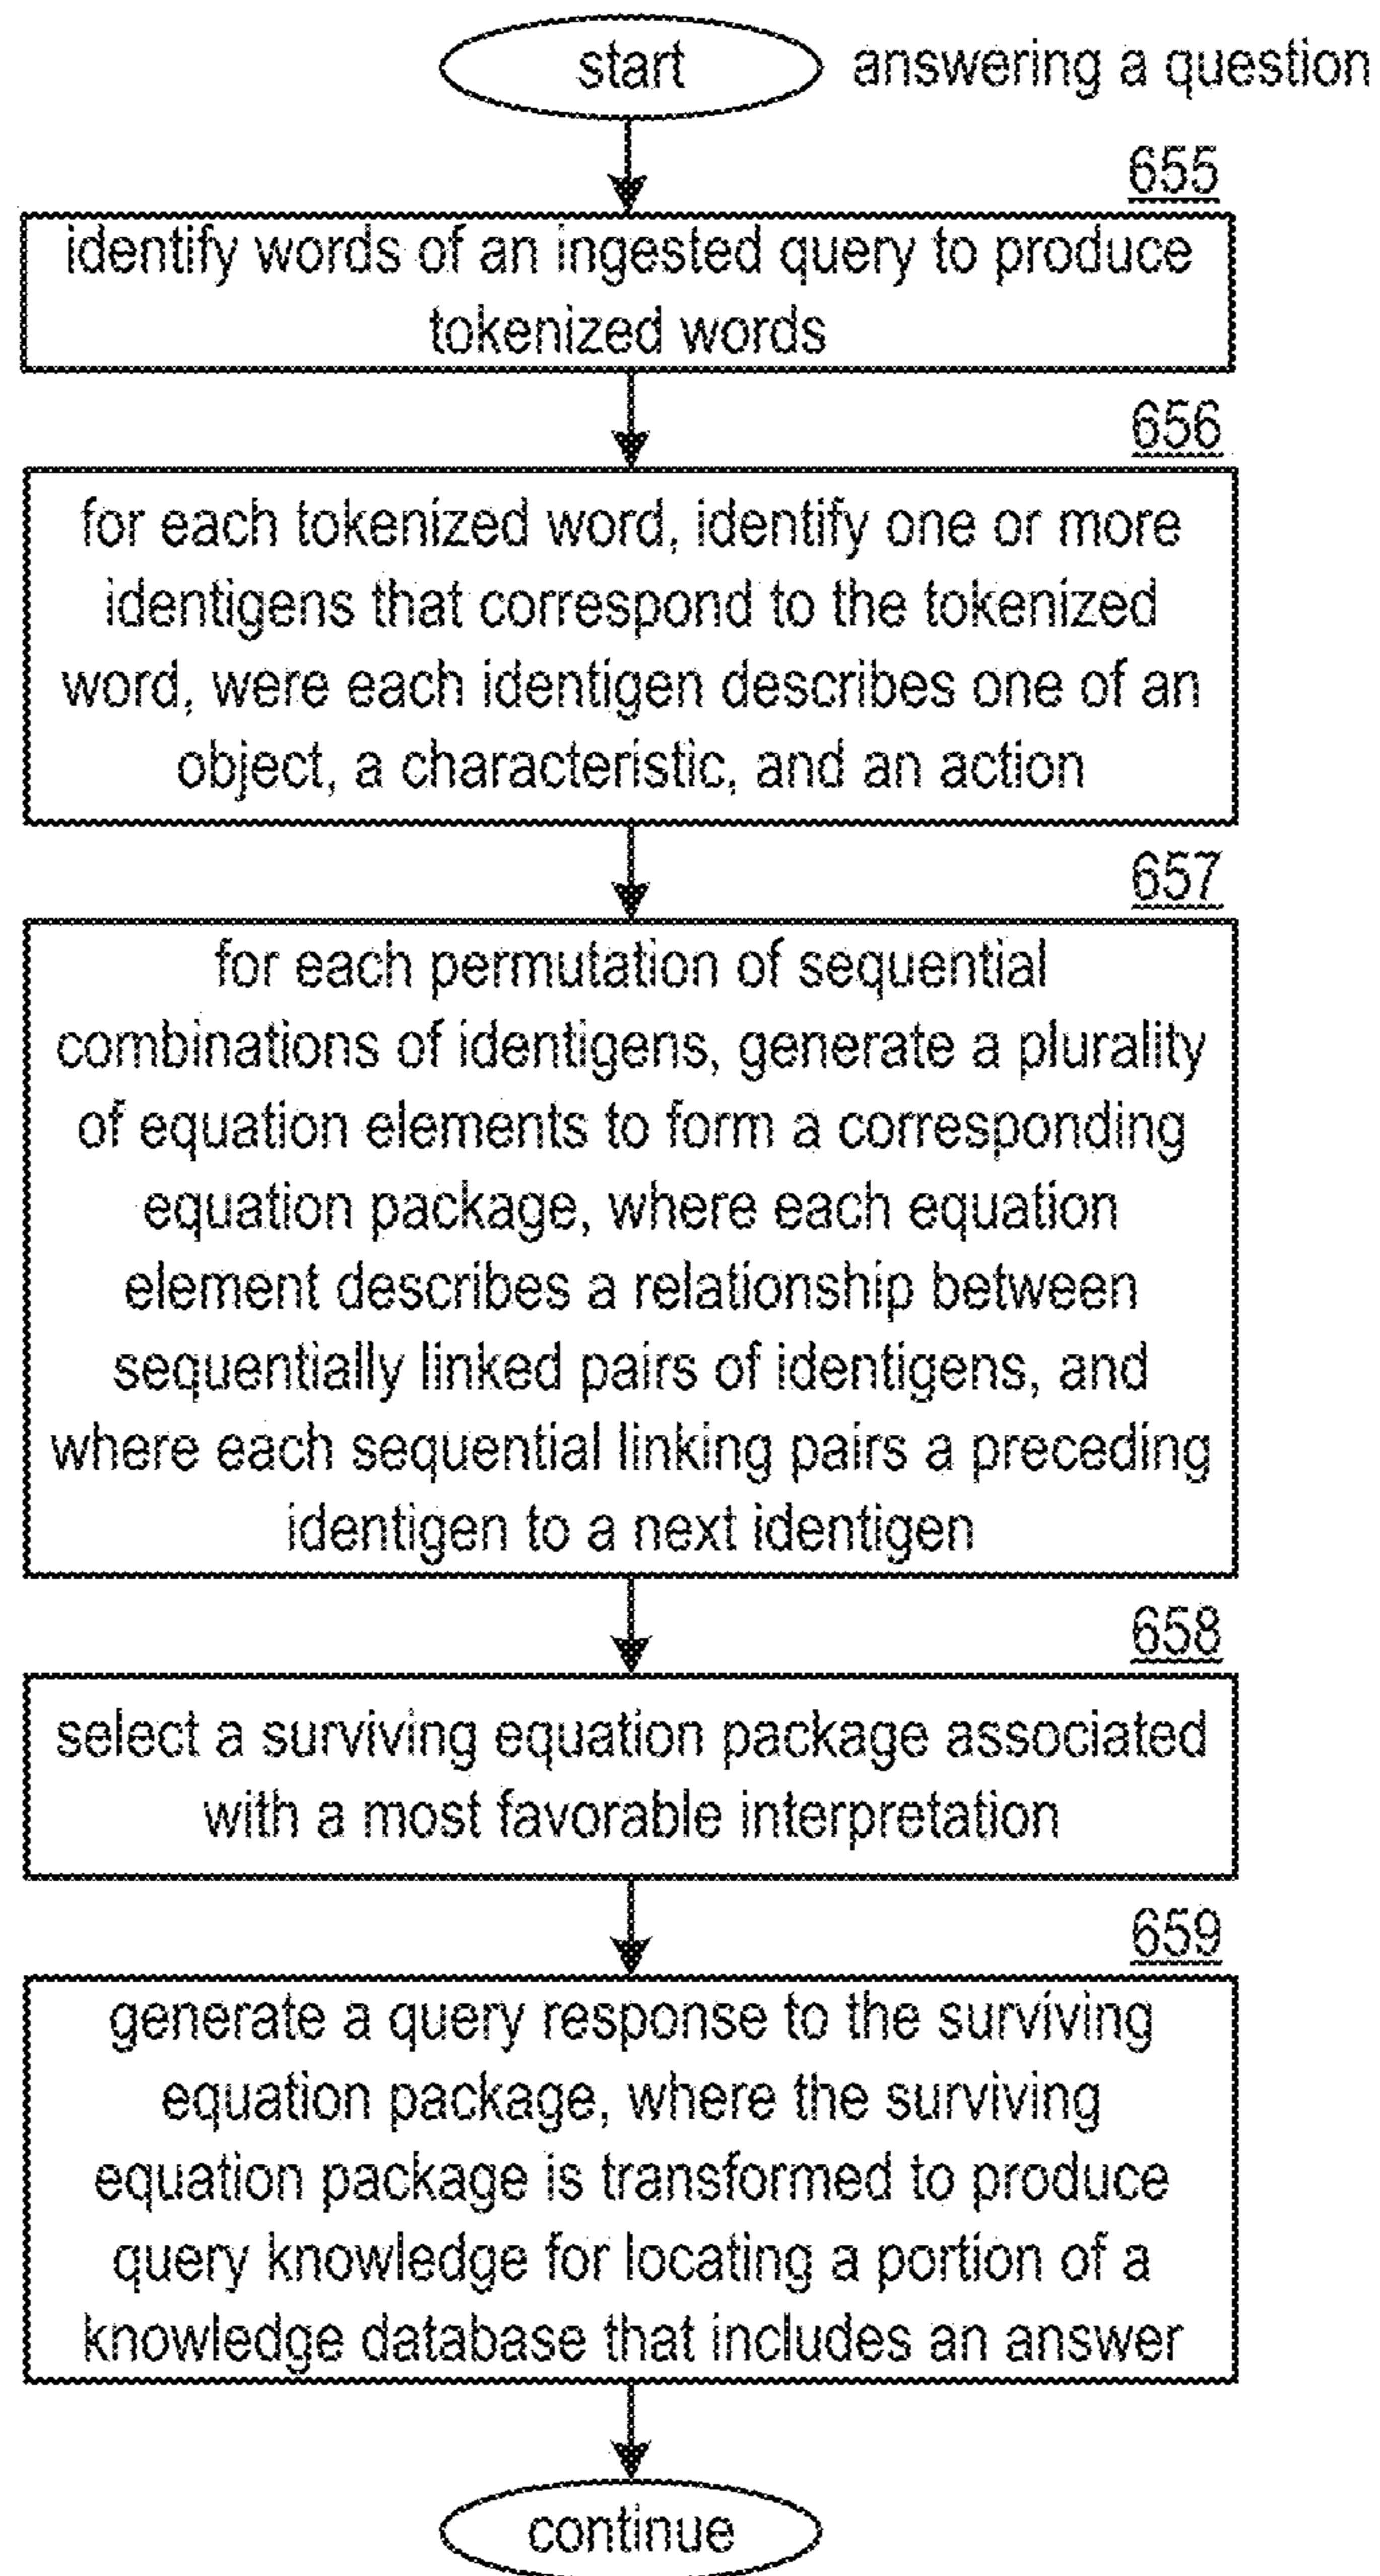 start answering a question
655
identify words of an ingested query to produce
tokenized words
656
for each tokenized word, identify one or more
identigens that correspond to the tokenized
word, were each identigen describes one of an
object, a characteristic, and an action
657
for each permutation of sequential
combinations of identigens, generate a plurality
of equation elements to form a corresponding
equation package, where each equation
element describes a relationship between
sequentially linked pairs of identigens, and
where each sequential linking pairs a preceding
identigen to a next identigen
658
select a surviving equation package associated
with a most favorable interpretation
659
generate a query response to the surviving
equation package, where the surviving
equation package is transformed to produce
query knowledge for locating a portion of a
knowledge database that includes an answer
continue